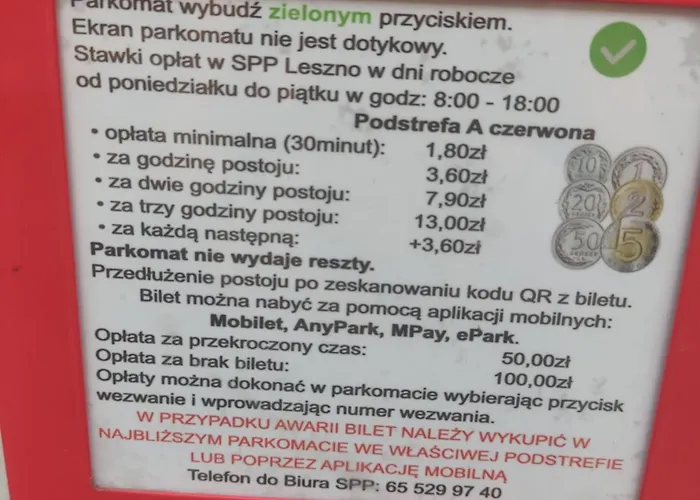 Parkomat wybudź zielonym przyciskiem.
Ekran parkomatu nie jest dotykowy.
Stawki opłat w SPP Leszno w dni robocze
od poniedziałku do piątku w godz: 8:00 - 18:00
Podstrefa A czerwona
• opłata minimalna (30minut): 1,80zł
• za godzinę postoju: 3,60zł
• za dwie godziny postoju: 7,90zł
• za trzy godziny postoju: 13,00zł
• za każdą następną: +3,60zł
10 1
20 2
50 5
Parkomat nie wydaje reszty.
Przedłużenie postoju po zeskanowaniu kodu QR z biletu.
Bilet można nabyć za pomocą aplikacji mobilnych:
Mobilet, AnyPark, MPay, ePark.
Opłata za przekroczony czas: 50,00zł
Opłata za brak biletu: 100,00zł
Opłaty można dokonać w parkomacie wybierając przycisk
wezwanie i wprowadzając numer wezwania.
W PRZYPADKU AWARII BILET NALEŻY WYKUPIĆ W
NAJBLIŻSZYM PARKOMACIE WE WŁAŚCIWEJ PODSTREFIE
LUB POPRZEZ APLIKACJĘ MOBILNĄ
Telefon do Biura SPP: 65 529 97 40